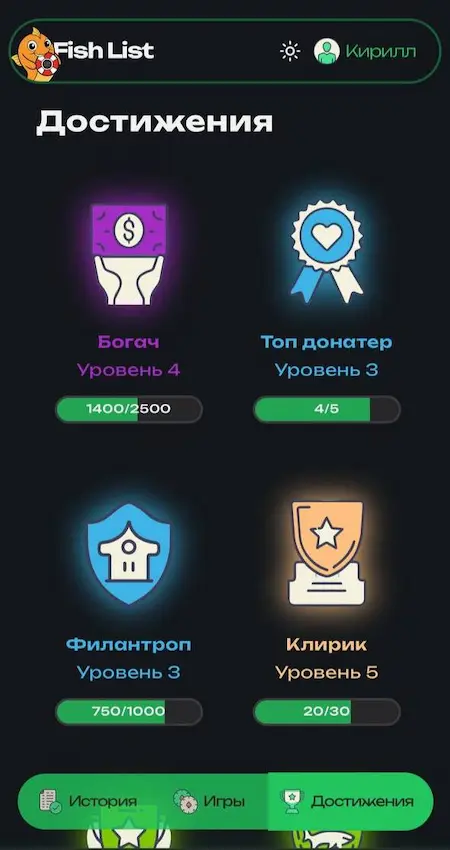 Fish List
Кирилл
Достижения
$
Богач
Топ донатер
Уровень 4
Уровень 3
1400/2500
4/5
Филантроп
Клирик
Уровень 3
Уровень 5
750/1000
20/30
История
Игры
Достижения